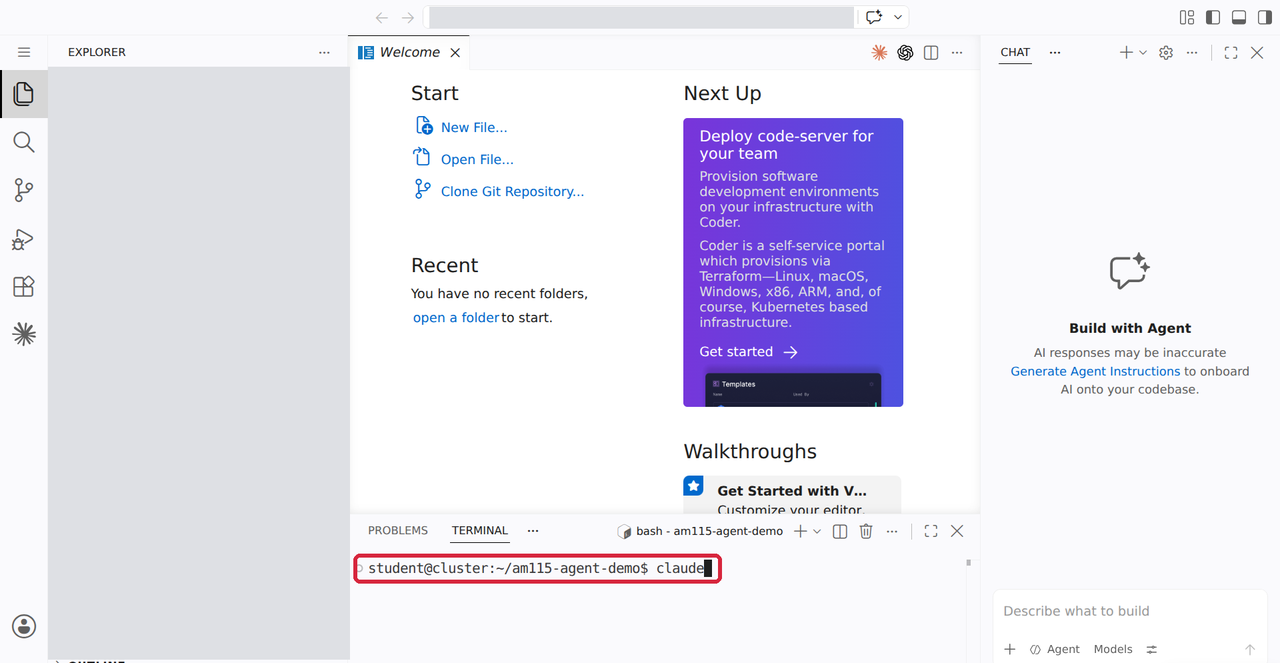 EXPLORER
Welcome
CHAT
Start
New File...
Open File...
Clone Git Repository...
Recent
You have no recent folders,
open a folder to start.
Next Up
Deploy code-server for
your team
Provision software
development environments
on your infrastructure with
Coder.
Coder is a self-service portal
which provisions via
Terraform—Linux, macOS,
Windows, x86, ARM, and, of
course, Kubernetes based
infrastructure.
Get started
Templates
Walkthroughs
Get Started with V...
Customize your editor,
Build with Agent
AI responses may be inaccurate
Generate Agent Instructions to onboard
AI onto your codebase.
PROBLEMS
TERMINAL
bash - am115-agent-demo
student@cluster:~/am115-agent-demo$ claude
Describe what to build
Agent
Models
OUTLINE